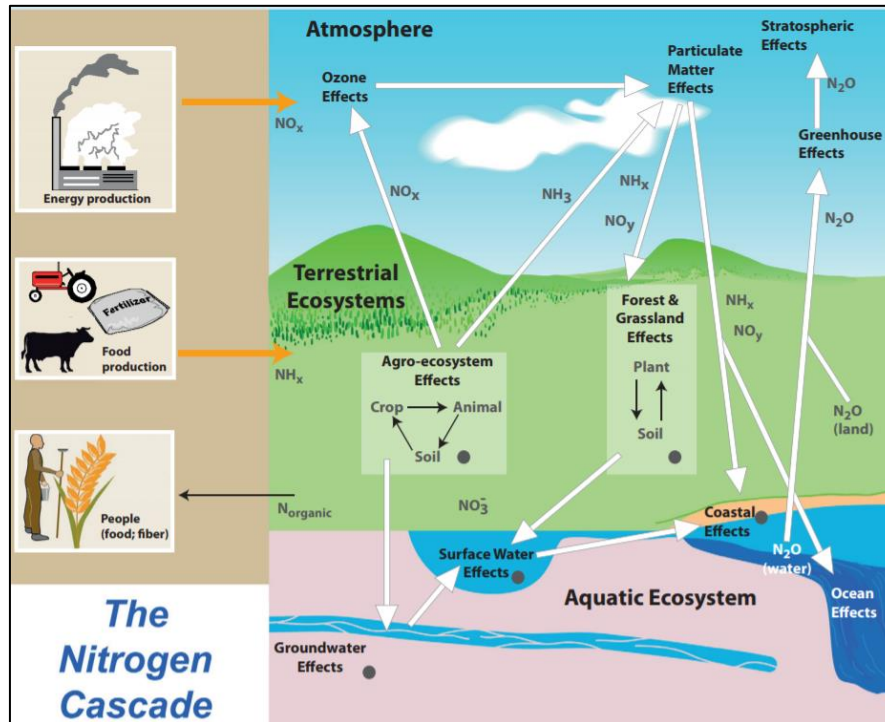 Atmosphere
Stratospheric
Effects
Particulate
Matter
Effects
Ozone
Effects
N₂O
NOₓ
Greenhouse
Effects
Energy production
NOₓ
NH₃
NHₓ
NOᵧ
N₂O
Terrestrial
Ecosystems
Fertilizer
Food
production
NHₓ
Forest &
Grassland
Effects
Plant
Soil
NHₓ
NOᵧ
Agro-ecosystem
Effects
Crop
Animal
Soil
N₂O
(land)
People
(food; fiber)
Norganic
NO₃⁻
Coastal
Effects
Surface Water
Effects
N₂O
(water)
Ocean
Effects
Aquatic Ecosystem
Groundwater
Effects
The
Nitrogen
Cascade